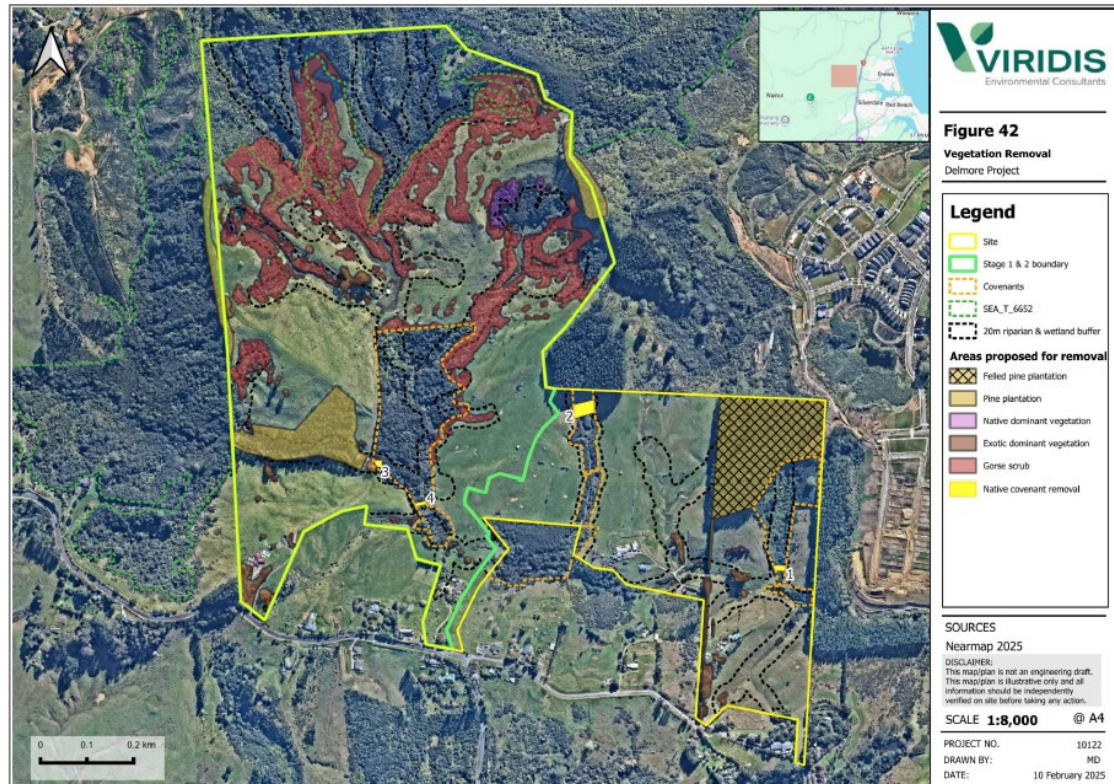 VIRIDIS
Environmental Consultants
Figure 42
Vegetation Removal
Delmore Project
Legend
Site
Stage 1 & 2 boundary
Covenants
SEA_T_6652
20m riparian & wetland buffer
Areas proposed for removal
Felled pine plantation
Pine plantation
Native dominant vegetation
Exotic dominant vegetation
Gorse scrub
Native covenant removal
SOURCES
Nearmap 2025
DISCLAIMER:
This map/plan is not an engineering draft.
This map/plan is illustrative only and all
information should be independently
verified on site before taking any action.
SCALE 1:8,000 @ A4
PROJECT NO. 10122
DRAWN BY: MD
DATE: 10 February 2025
Orewa
Silverdale
Red Beach
2
3
4
1
0 0.1 0.2 km